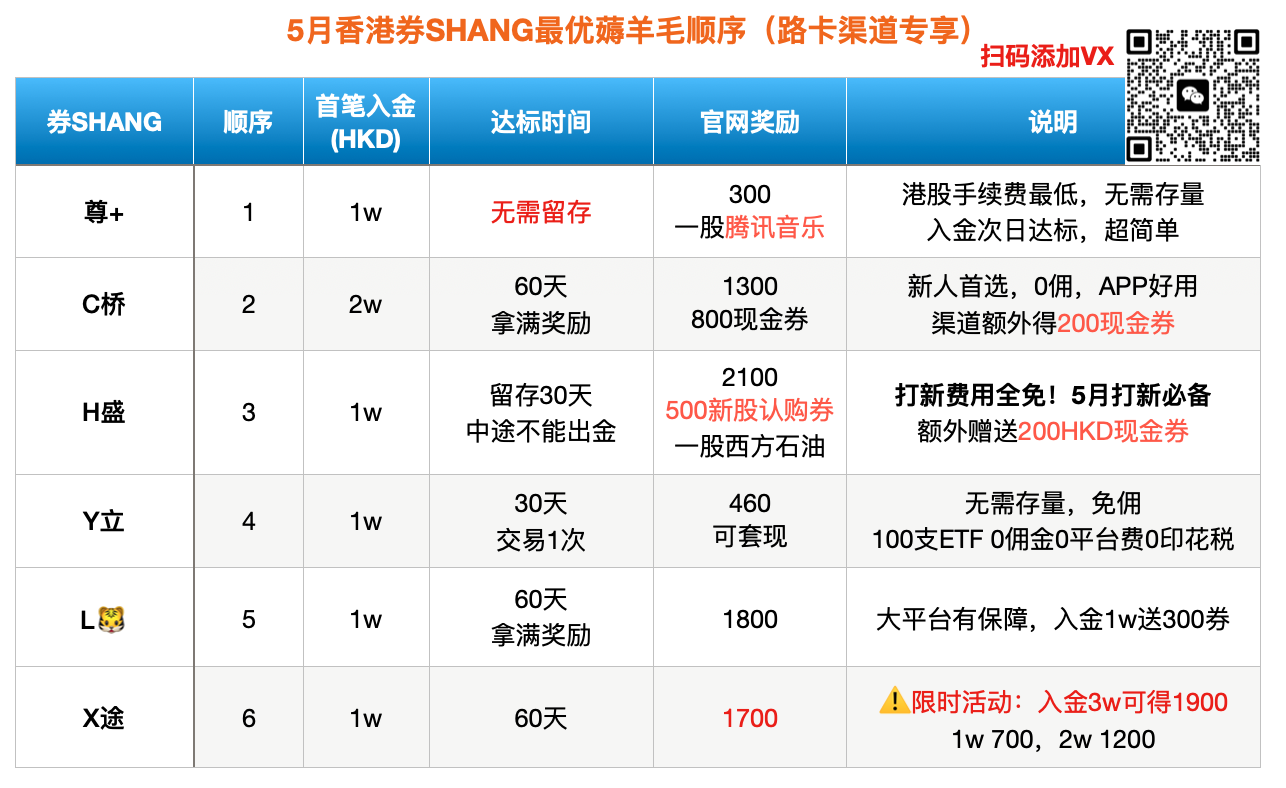 5月香港券SHANG最优薅羊毛顺序（路卡渠道专享）
扫码添加VX
券SHANG
顺序
首笔入金
(HKD)
达标时间
官网奖励
说明
尊+
1
1w
无需留存
300
一股腾讯音乐
港股手续费最低，无需存量
入金次日达标，超简单
C桥
2
2w
60天
拿满奖励
1300
800现金券
新人首选，0佣，APP好用
渠道额外得200现金券
H盛
3
1w
留存30天
中途不能出金
2100
500新股认购券
一股西方石油
打新费用全免！5月打新必备
额外赠送200HKD现金券
Y立
4
1w
30天
交易1次
460
可套现
无需存量，免佣
100支ETF 0佣金0平台费0印花税
L🐯
5
1w
60天
拿满奖励
1800
大平台有保障，入金1w送300券
X途
6
1w
60天
1700
⚠️限时活动：入金3w可得1900
1w 700，2w 1200